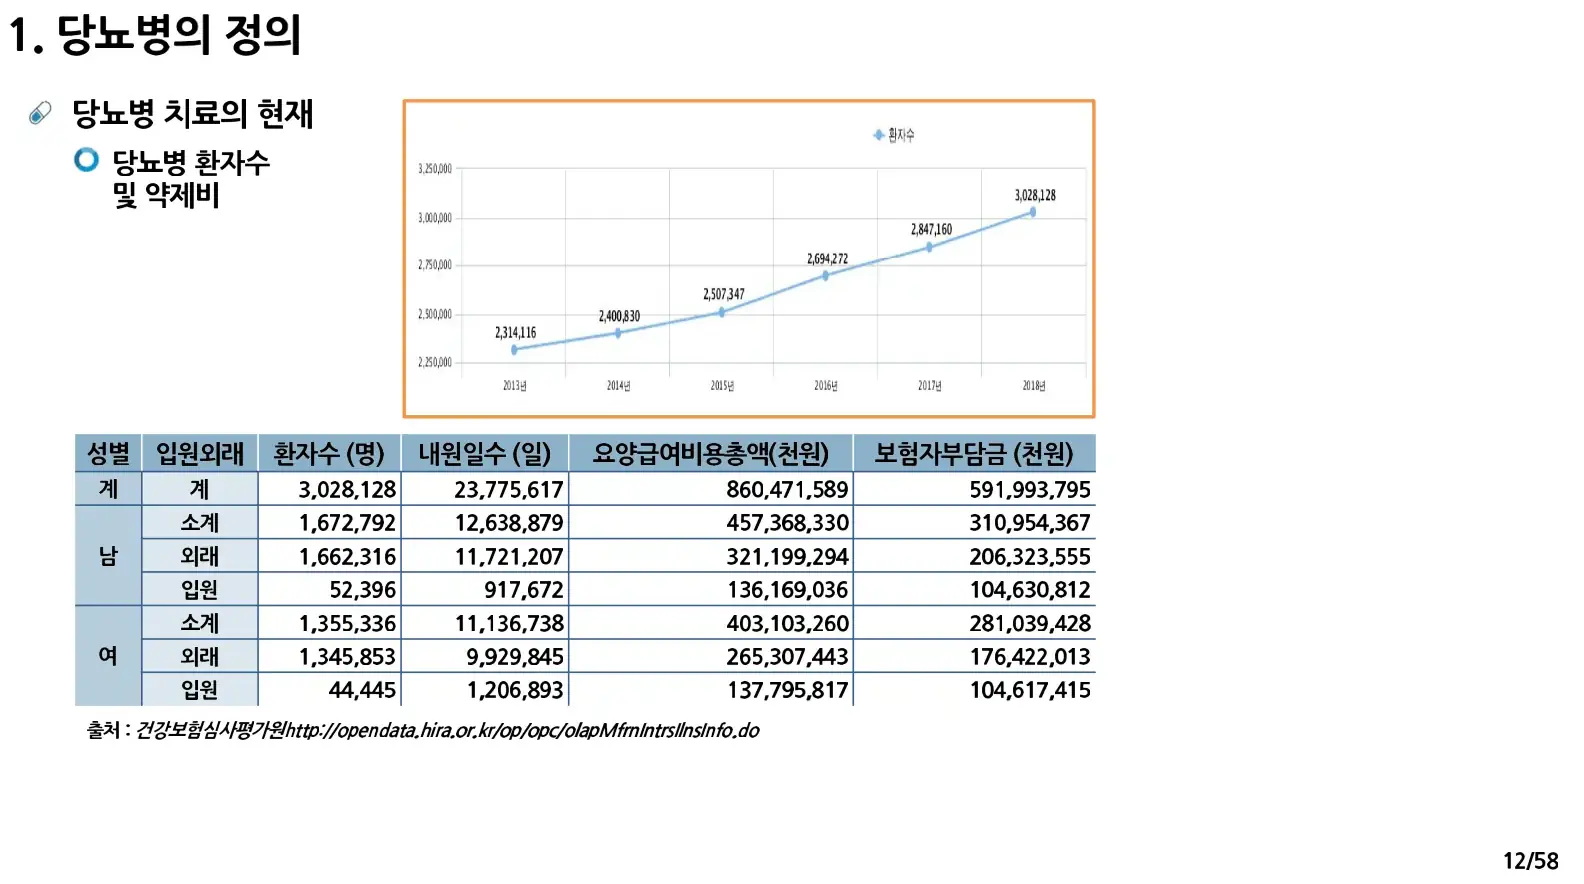 1. 당뇨병의 정의
당뇨병 치료의 현재
당뇨병 환자수
및 약제비
환자수
3,250,000
3,000,000
2,750,000
2,500,000
2,250,000
2,314,116
2,400,830
2,507,347
2,694,272
2,847,160
3,028,128
2013년 2014년 2015년 2016년 2017년 2018년
성별 입원외래 환자수 (명) 내원일수 (일) 요양급여비용총액(천원) 보험자부담금 (천원)
계 계 3,028,128 23,775,617 860,471,589 591,993,795
남 소계 1,672,792 12,638,879 457,368,330 310,954,367
외래 1,662,316 11,721,207 321,199,294 206,323,555
입원 52,396 917,672 136,169,036 104,630,812
여 소계 1,355,336 11,136,738 403,103,260 281,039,428
외래 1,345,853 9,929,845 265,307,443 176,422,013
입원 44,445 1,206,893 137,795,817 104,617,415
출처 : 건강보험심사평가원http://opendata.hira.or.kr/op/opc/olapMfrnIntrsIlnsInfo.do
12/58